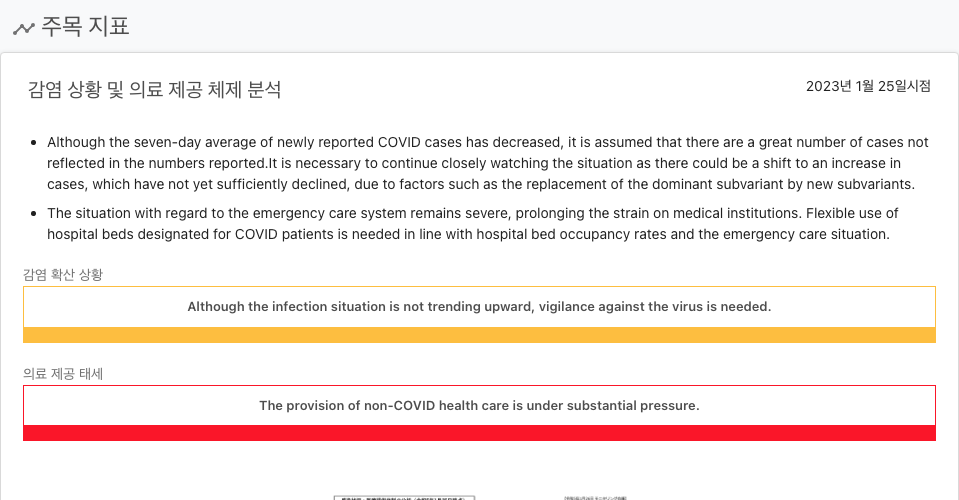 주목 지표
감염 상황 및 의료 제공 체제 분석
2023년 1월 25일시점
Although the seven-day average of newly reported COVID cases has decreased, it is assumed that there are a great number of cases not
reflected in the numbers reported.It is necessary to continue closely watching the situation as there could be a shift to an increase in
cases, which have not yet sufficiently declined, due to factors such as the replacement of the dominant subvariant by new subvariants.
The situation with regard to the emergency care system remains severe, prolonging the strain on medical institutions. Flexible use of
hospital beds designated for COVID patients is needed in line with hospital bed occupancy rates and the emergency care situation.
감염 확산 상황
Although the infection situation is not trending upward, vigilance against the virus is needed.
의료 제공 태세
The provision of non-COVID health care is under substantial pressure.